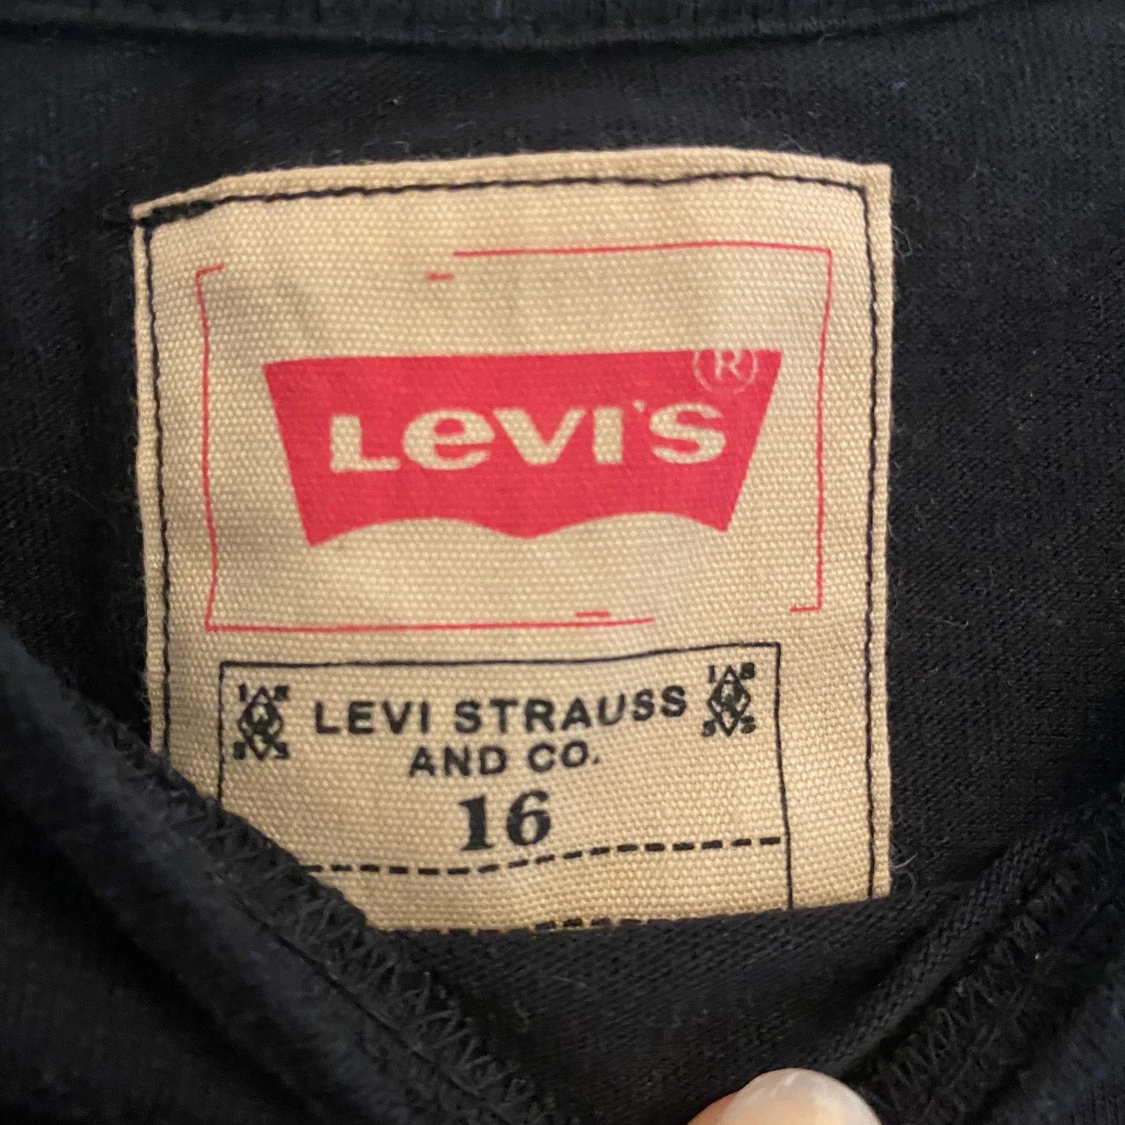 LEVI'S®
LEVI STRAUSS
AND CO.
16